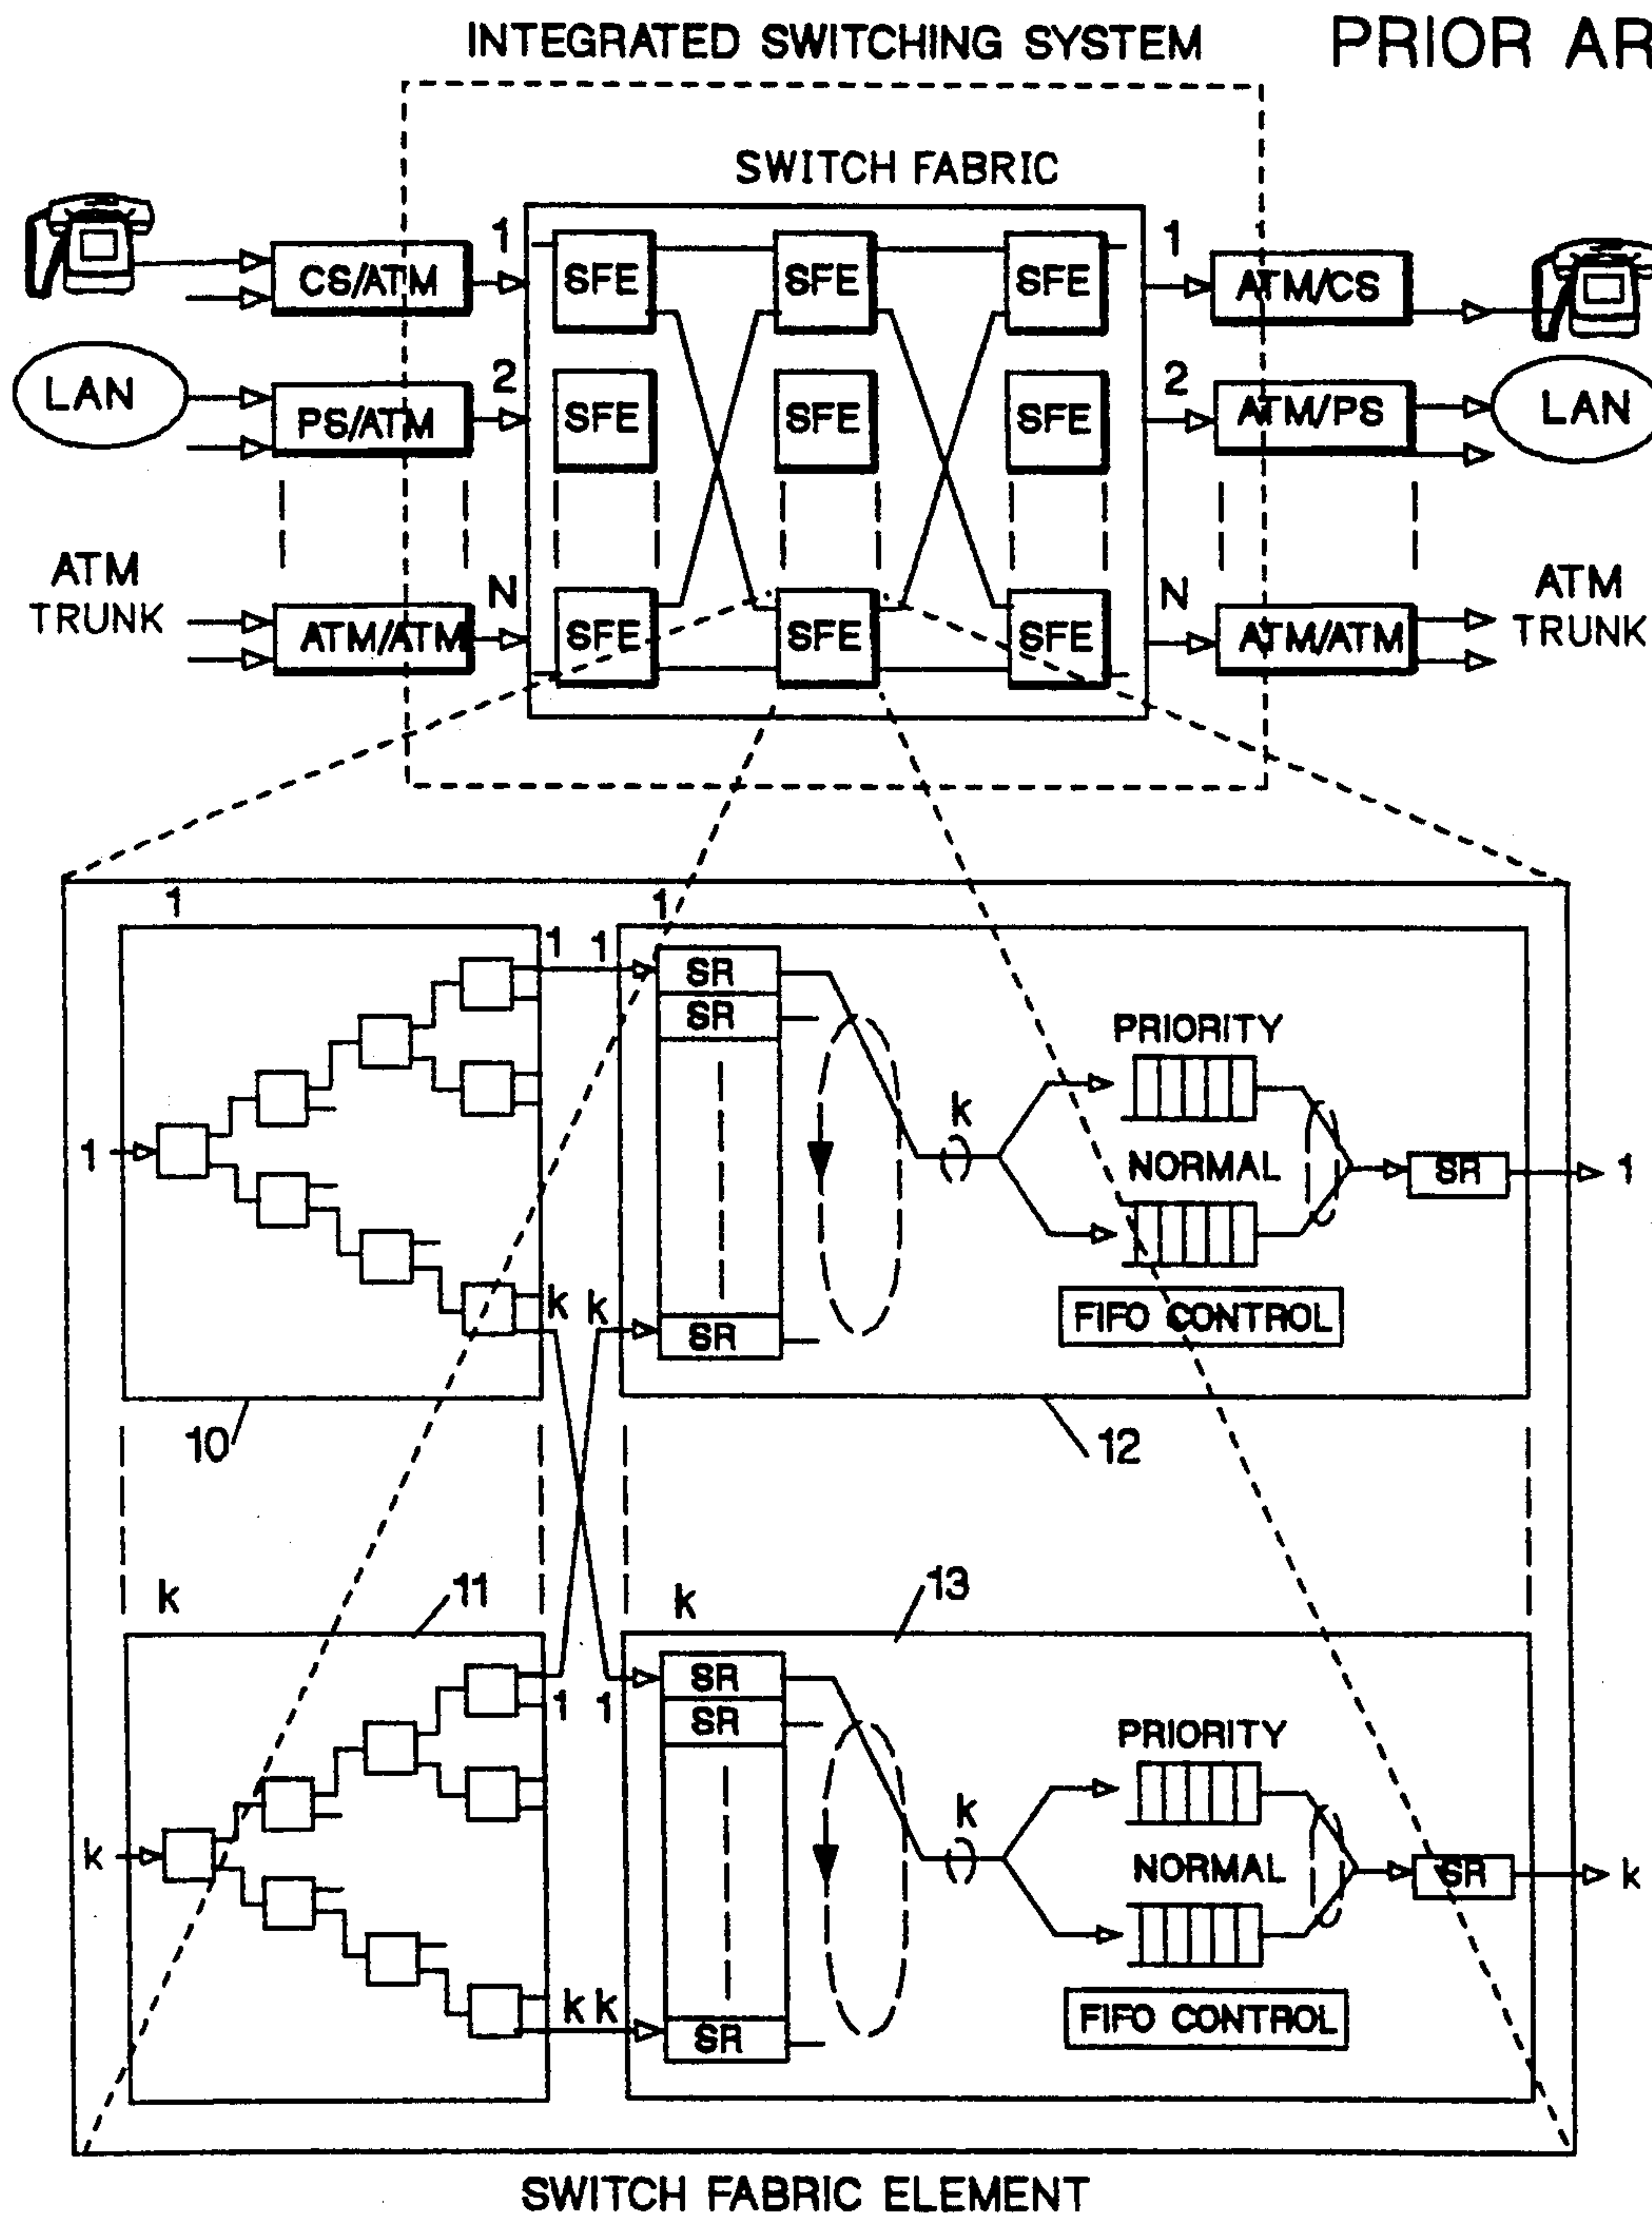 INTEGRATED SWITCHING SYSTEM PRIOR AR
SWITCH FABRIC
1 1
CS/ATM SFE SFE SFE ATM/CS
2 2
LAN PS/ATM SFE SFE SFE ATM/PS LAN
ATM N N ATM
TRUNK ATM/ATM SFE SFE SFE ATM/ATM TRUNK
1 1
1 1
SR
SR PRIORITY
k
1 NORMAL SR 1
k k
SR FIFO CONTROL
10 12
k 11 k 13
SR
1 1
SR PRIORITY
k
k NORMAL SR k
k k
SR FIFO CONTROL
SWITCH FABRIC ELEMENT